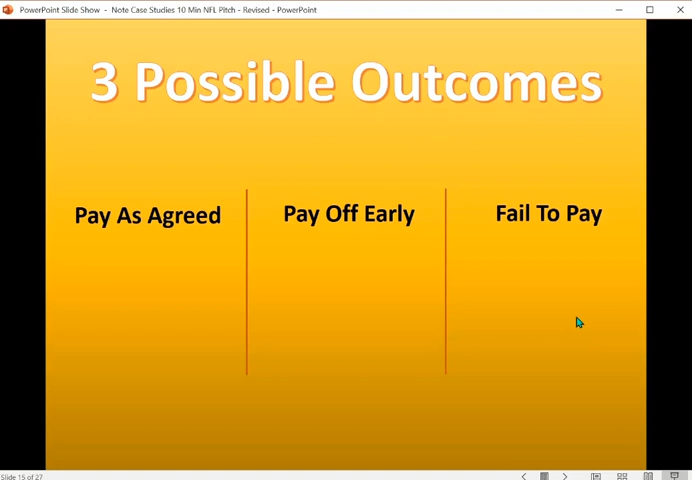 PowerPoint Slide Show - Note Case Studies 10 Min NFL Pitch - Revised - PowerPoint
3 Possible Outcomes
Pay As Agreed
Pay Off Early
Fail To Pay
Slide 15 of 27